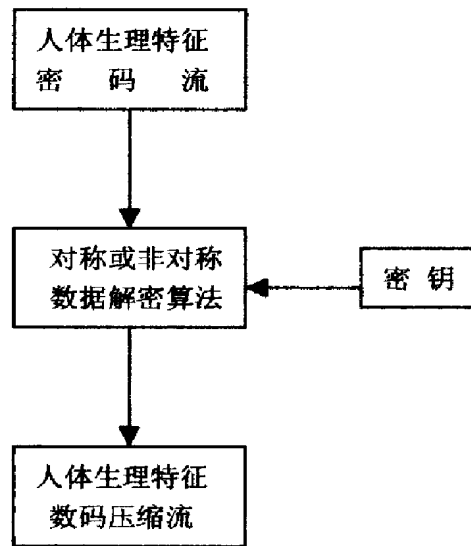 人体生理特征
密 码 流
对称或非对称
数据解密算法
密 钥
人体生理特征
数码压缩流